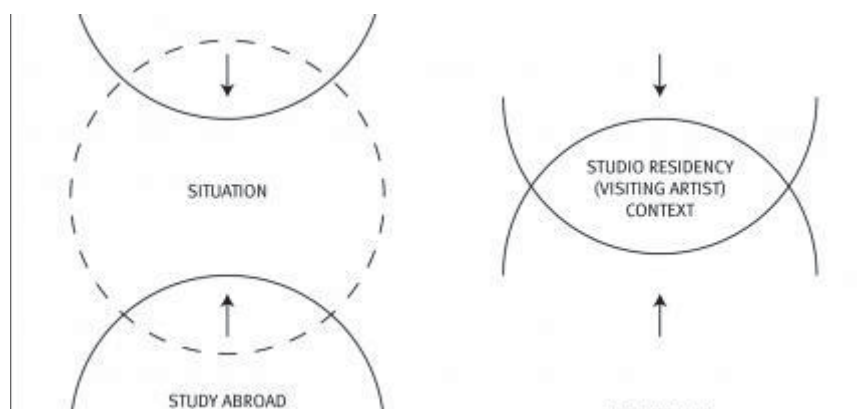 SITUATION
STUDY ABROAD
STUDIO RESIDENCY
(VISITING ARTIST)
CONTEXT